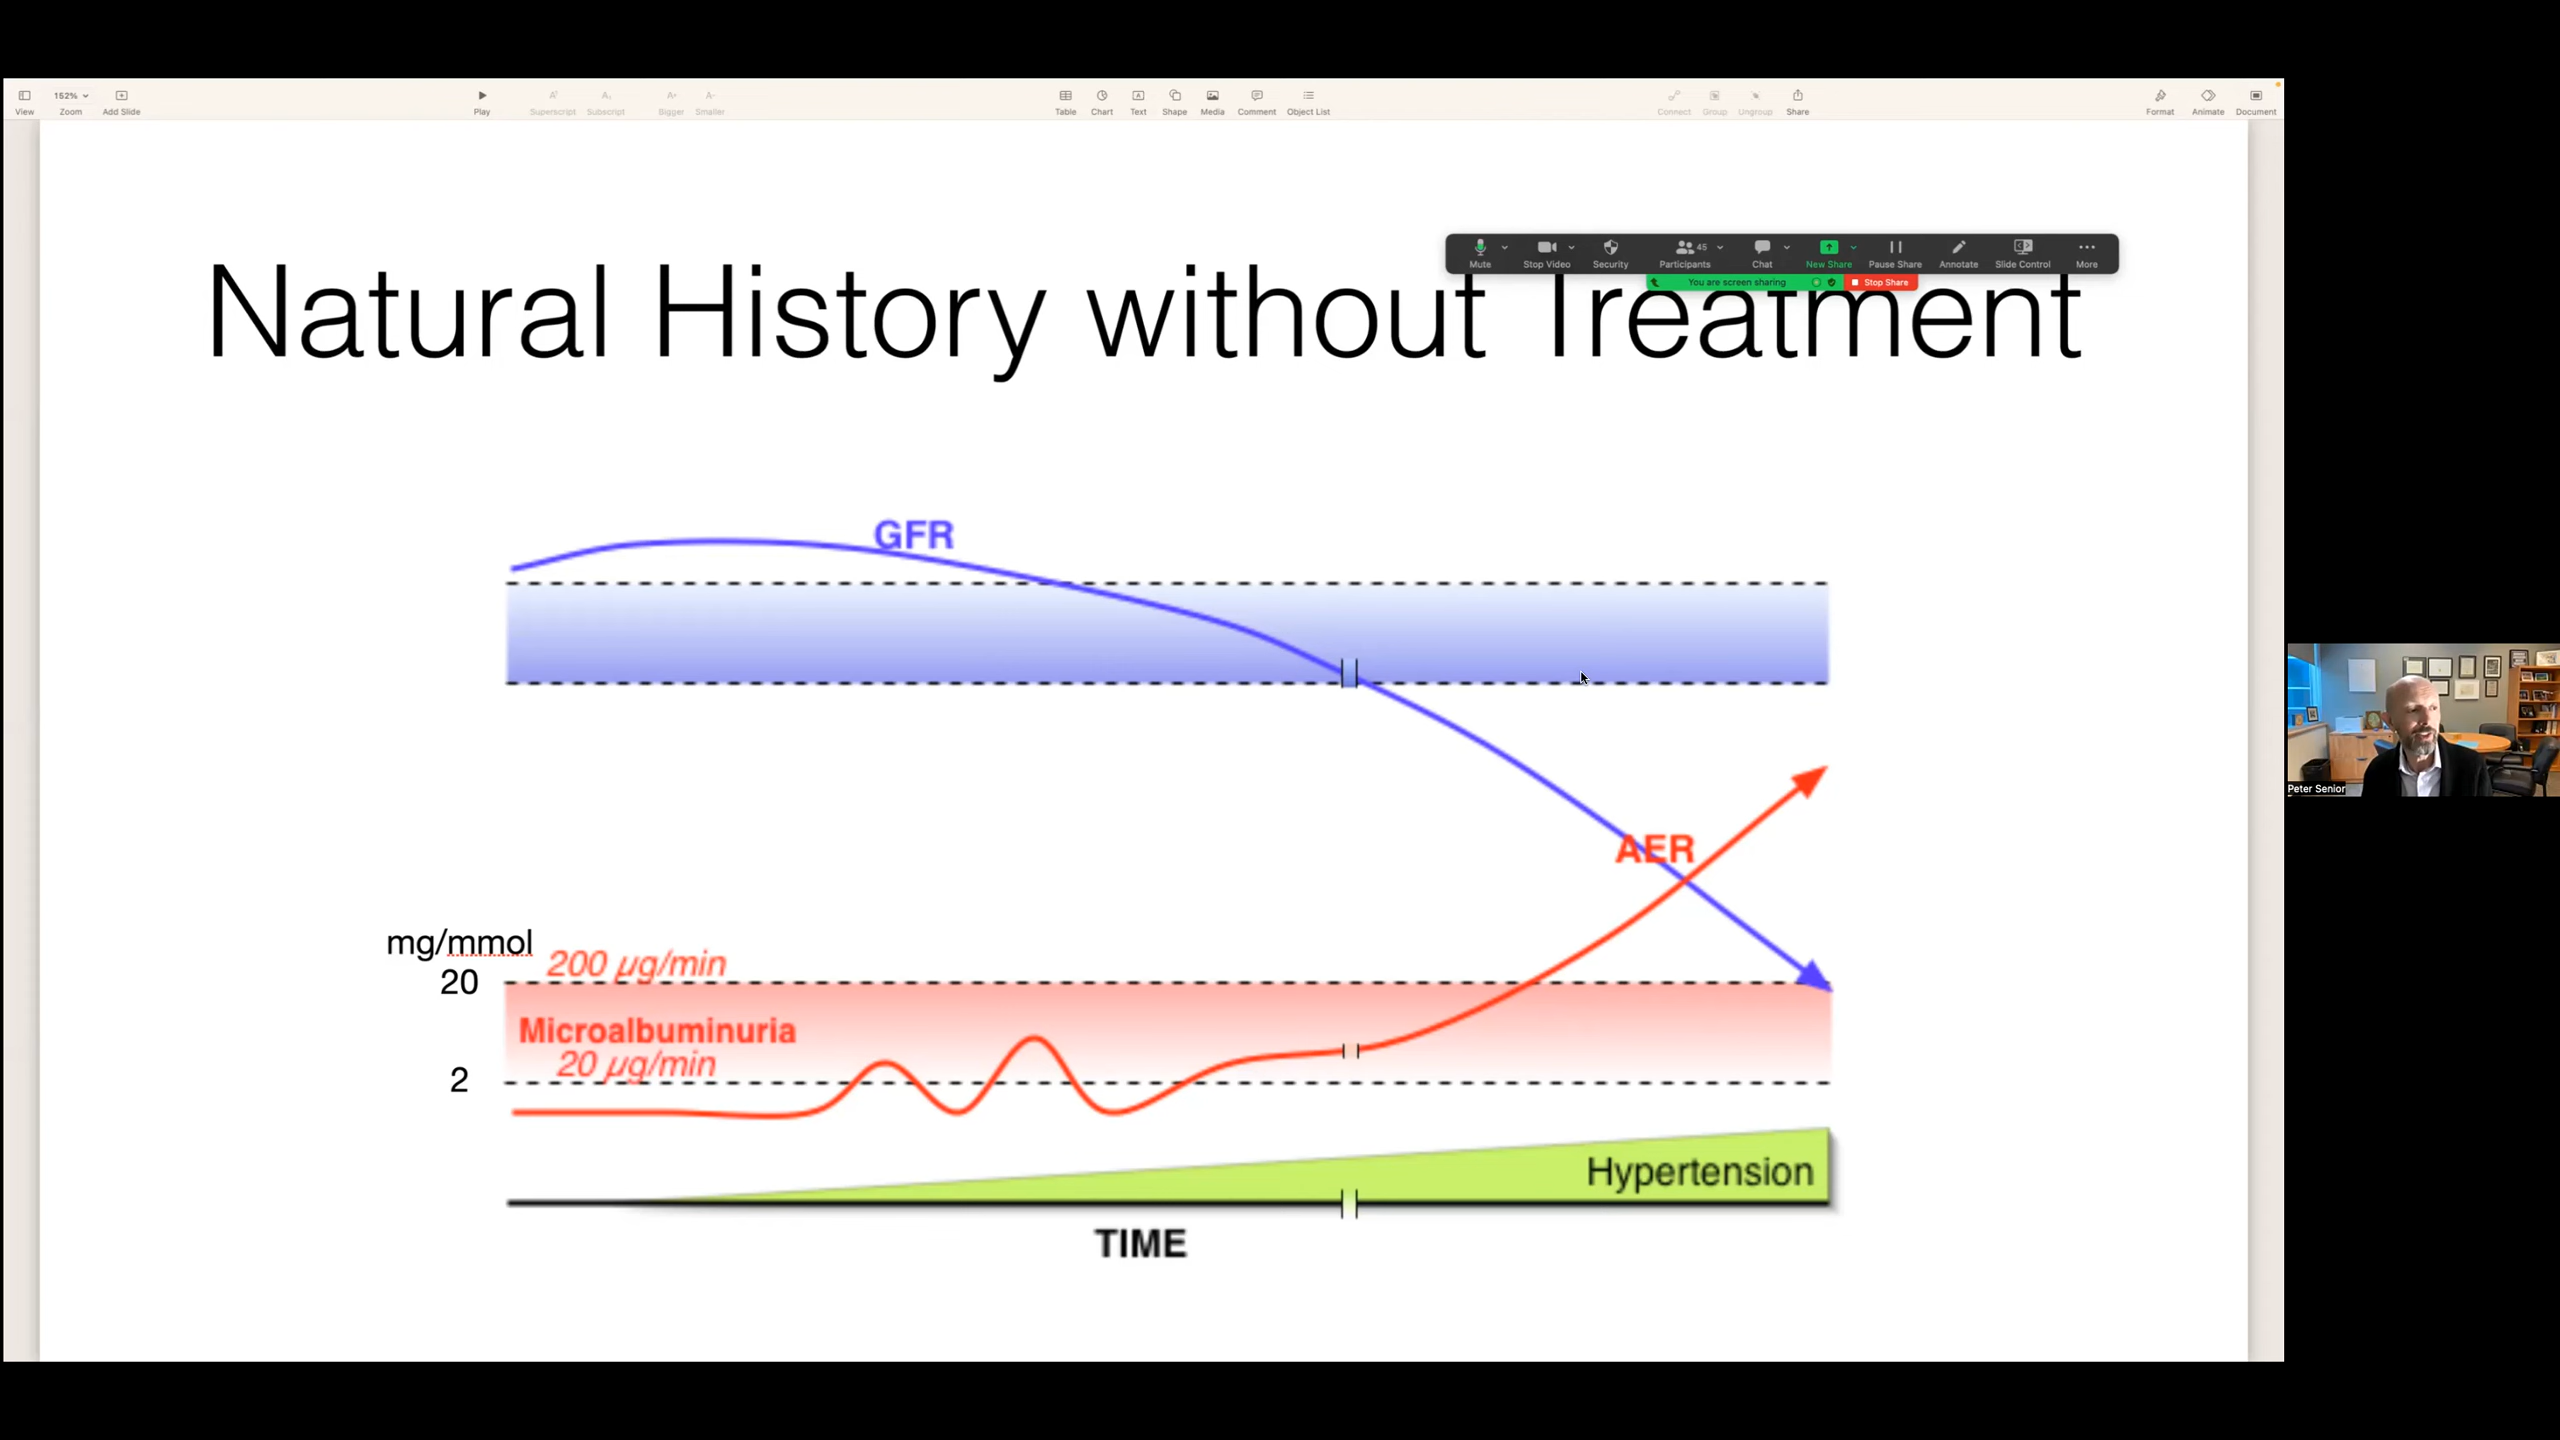 152%
View Zoom Add Slide Play Superscript Subscript Bigger Smaller Table Chart Text Shape Media Comment Object List Connect Group Ungroup Share Format Animate Document
45
Mute Stop Video Security Participants Chat New Share Pause Share Annotate Slide Control More
You are screen sharing Stop Share
Natural History without Treatment
GFR
AER
mg/mmol
200 µg/min
20
Microalbuminuria
20 µg/min
2
Hypertension
TIME
Peter Senior